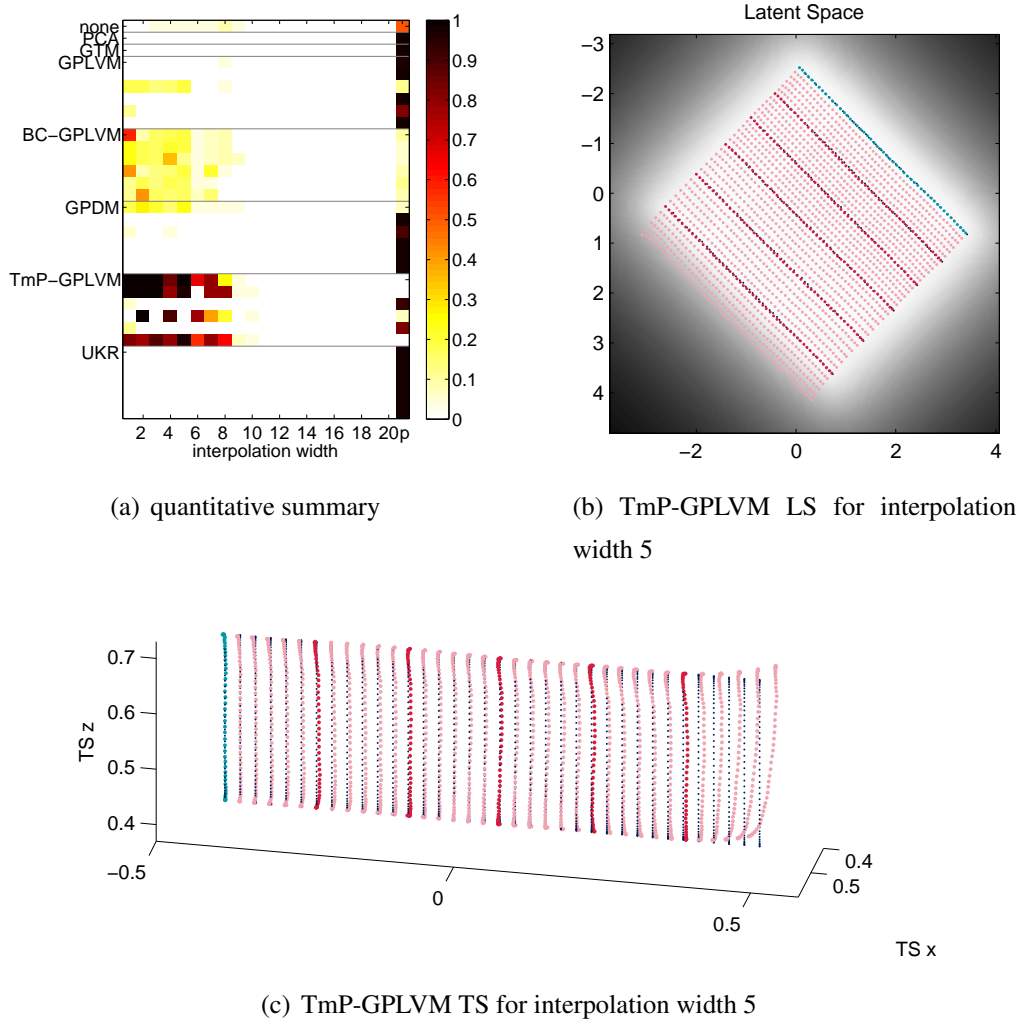 none
PCA
GTM
GPLVM
BC−GPLVM
GPDM
TmP−GPLVM
UKR
2 4 6 8 10 12 14 16 18 20p
interpolation width
1
0.9
0.8
0.7
0.6
0.5
0.4
0.3
0.2
0.1
0
(a) quantitative summary
Latent Space
−3
−2
−1
0
1
2
3
4
−2 0 2 4
(b) TmP-GPLVM LS for interpolation
width 5
0.7
0.6
0.5
0.4
TS z
−0.5
0
0.5
0.4
0.5
TS x
(c) TmP-GPLVM TS for interpolation width 5